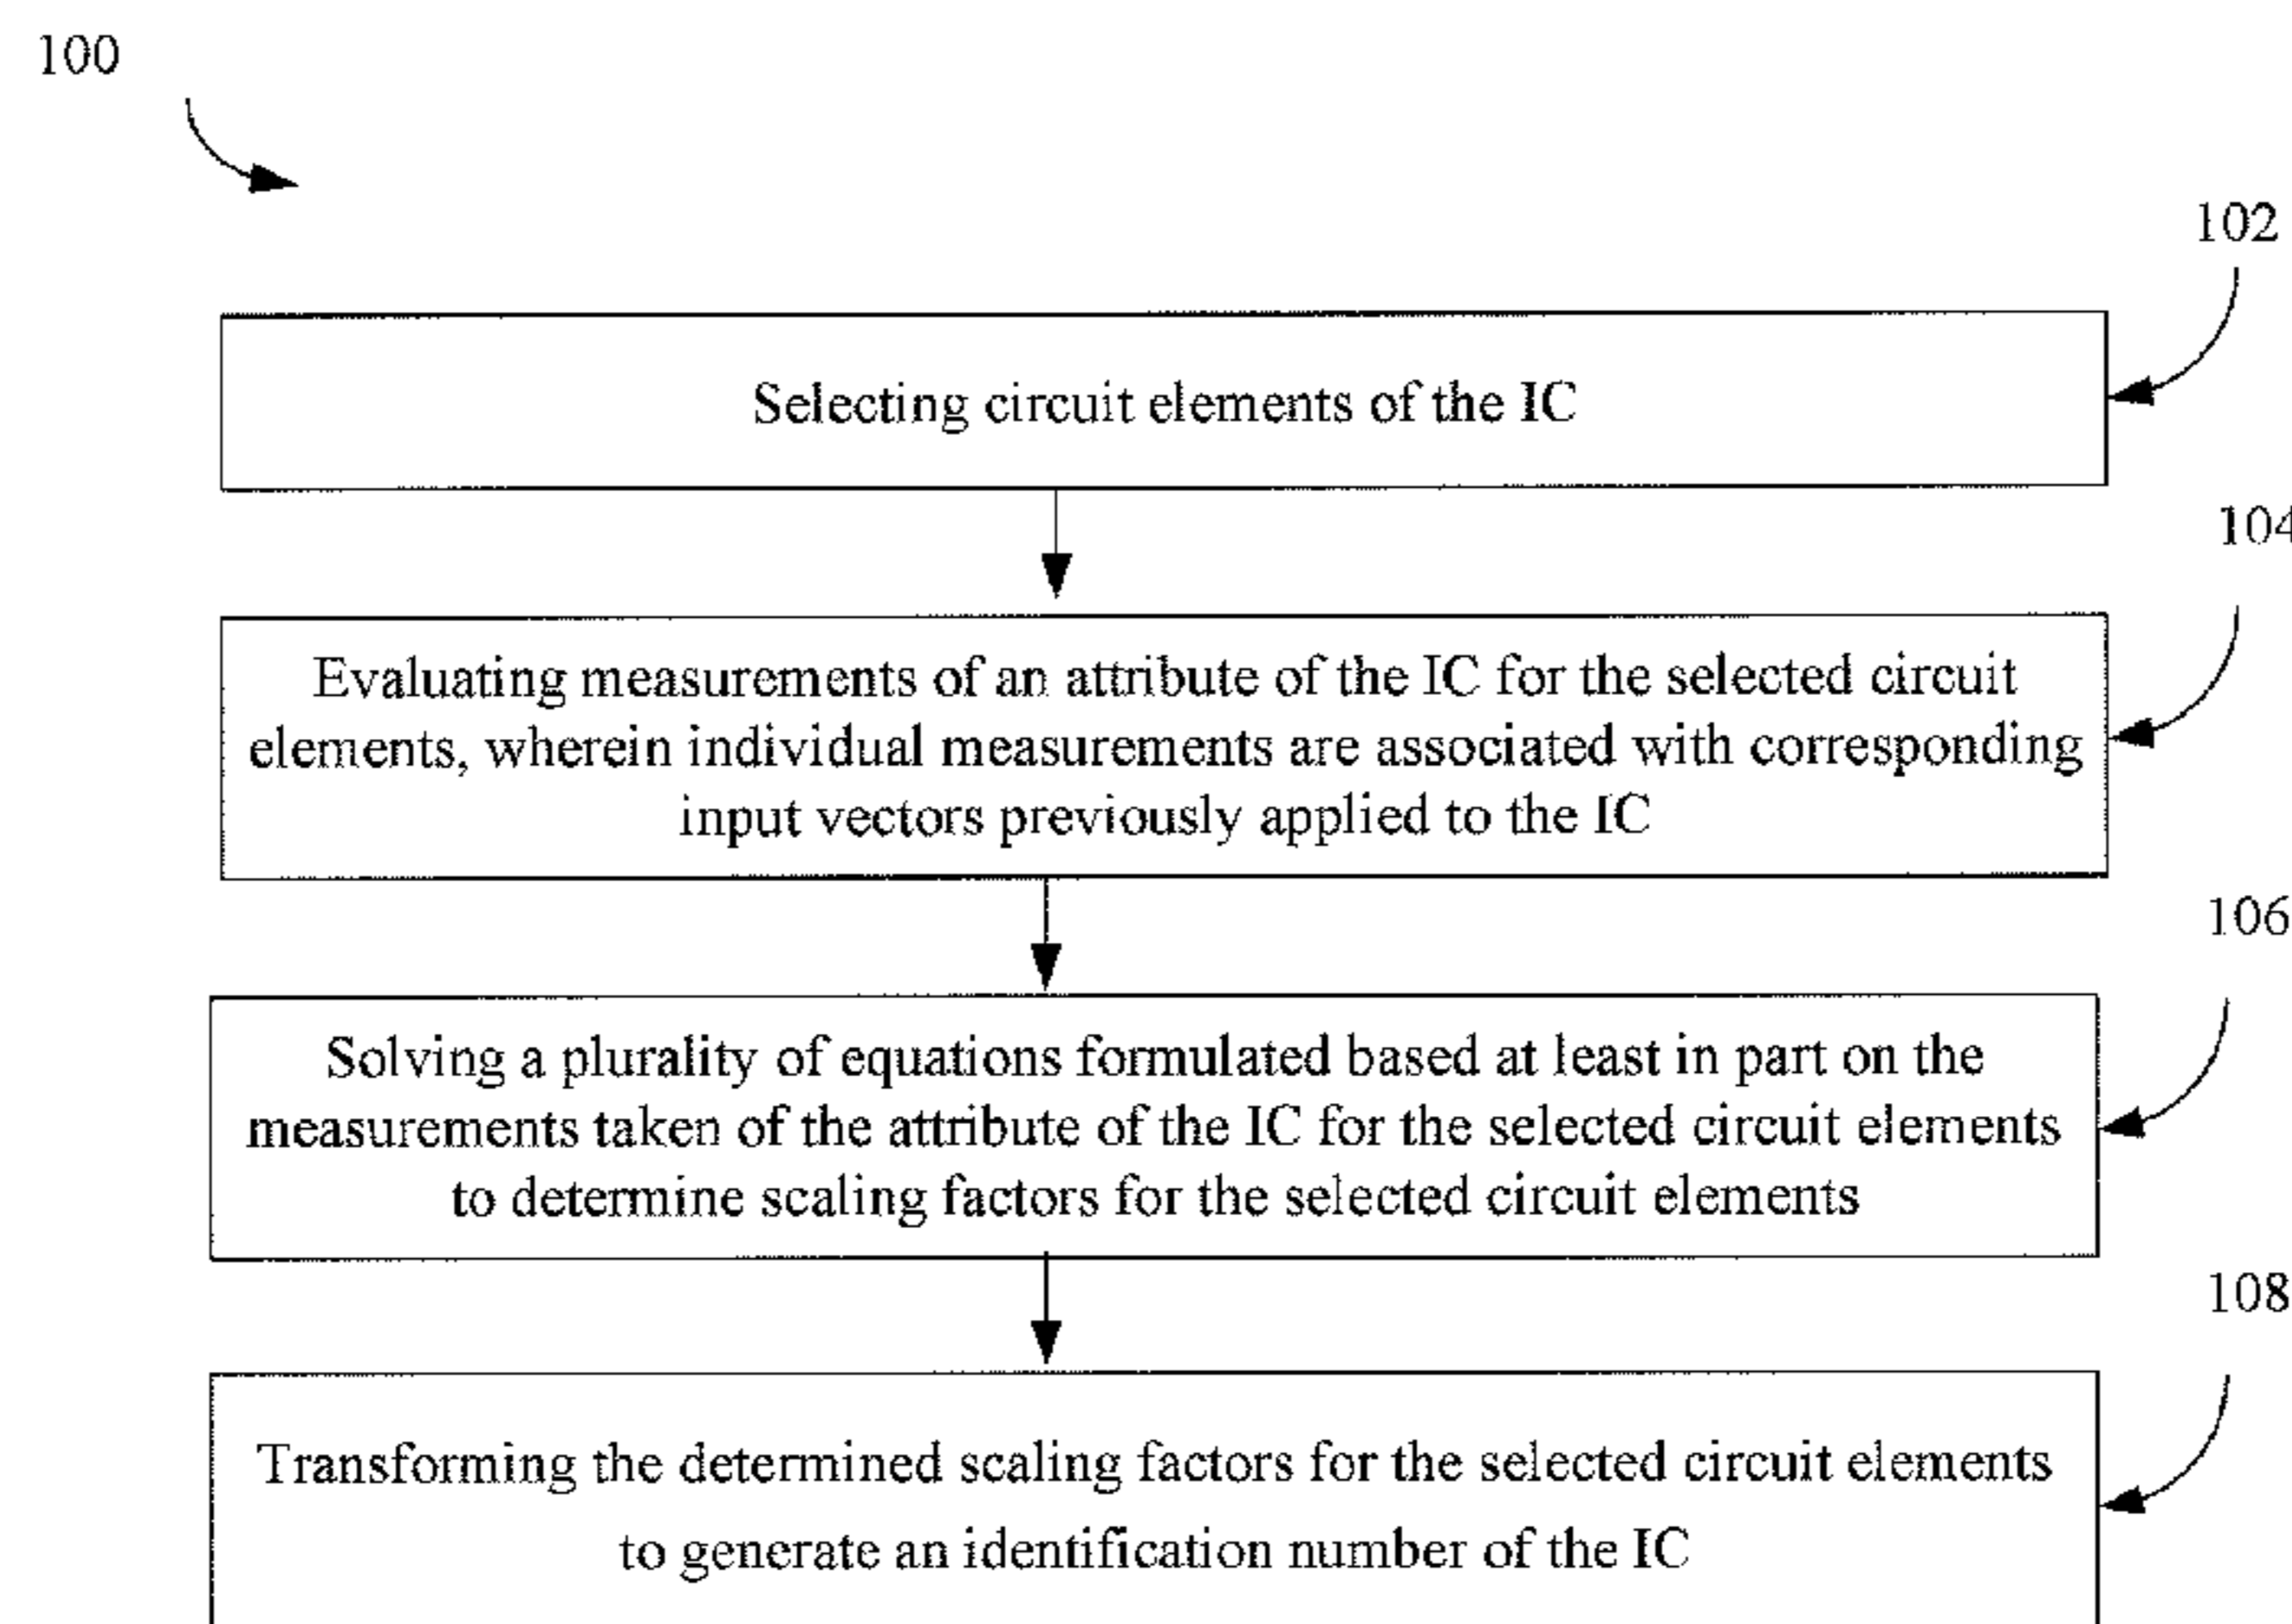 100
102
Selecting circuit elements of the IC
104
Evaluating measurements of an attribute of the IC for the selected circuit
elements, wherein individual measurements are associated with corresponding
input vectors previously applied to the IC
106
Solving a plurality of equations formulated based at least in part on the
measurements taken of the attribute of the IC for the selected circuit elements
to determine scaling factors for the selected circuit elements
108
Transforming the determined scaling factors for the selected circuit elements
to generate an identification number of the IC